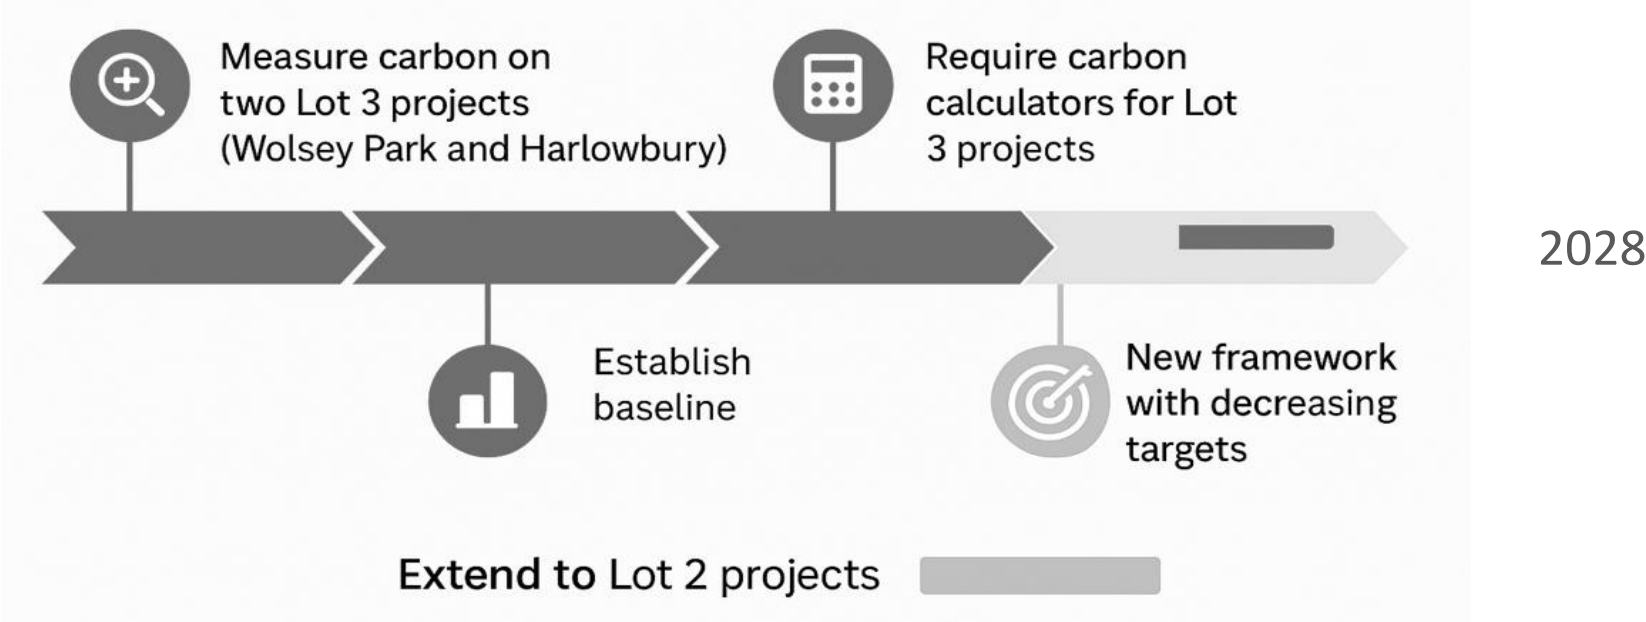 Measure carbon on
two Lot 3 projects
(Wolsey Park and Harlowbury)
Require carbon
calculators for Lot
3 projects
2028
Establish
baseline
New framework
with decreasing
targets
Extend to Lot 2 projects